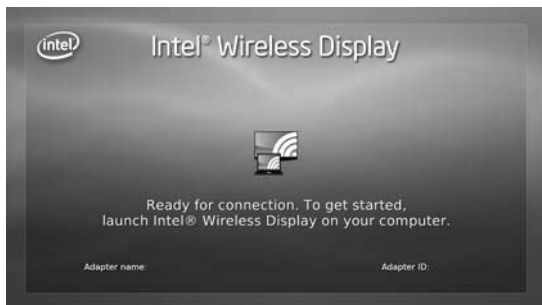 intel
Intel® Wireless Display
Ready for connection. To get started,
launch Intel® Wireless Display on your computer.
Adapter name:
Adapter ID: